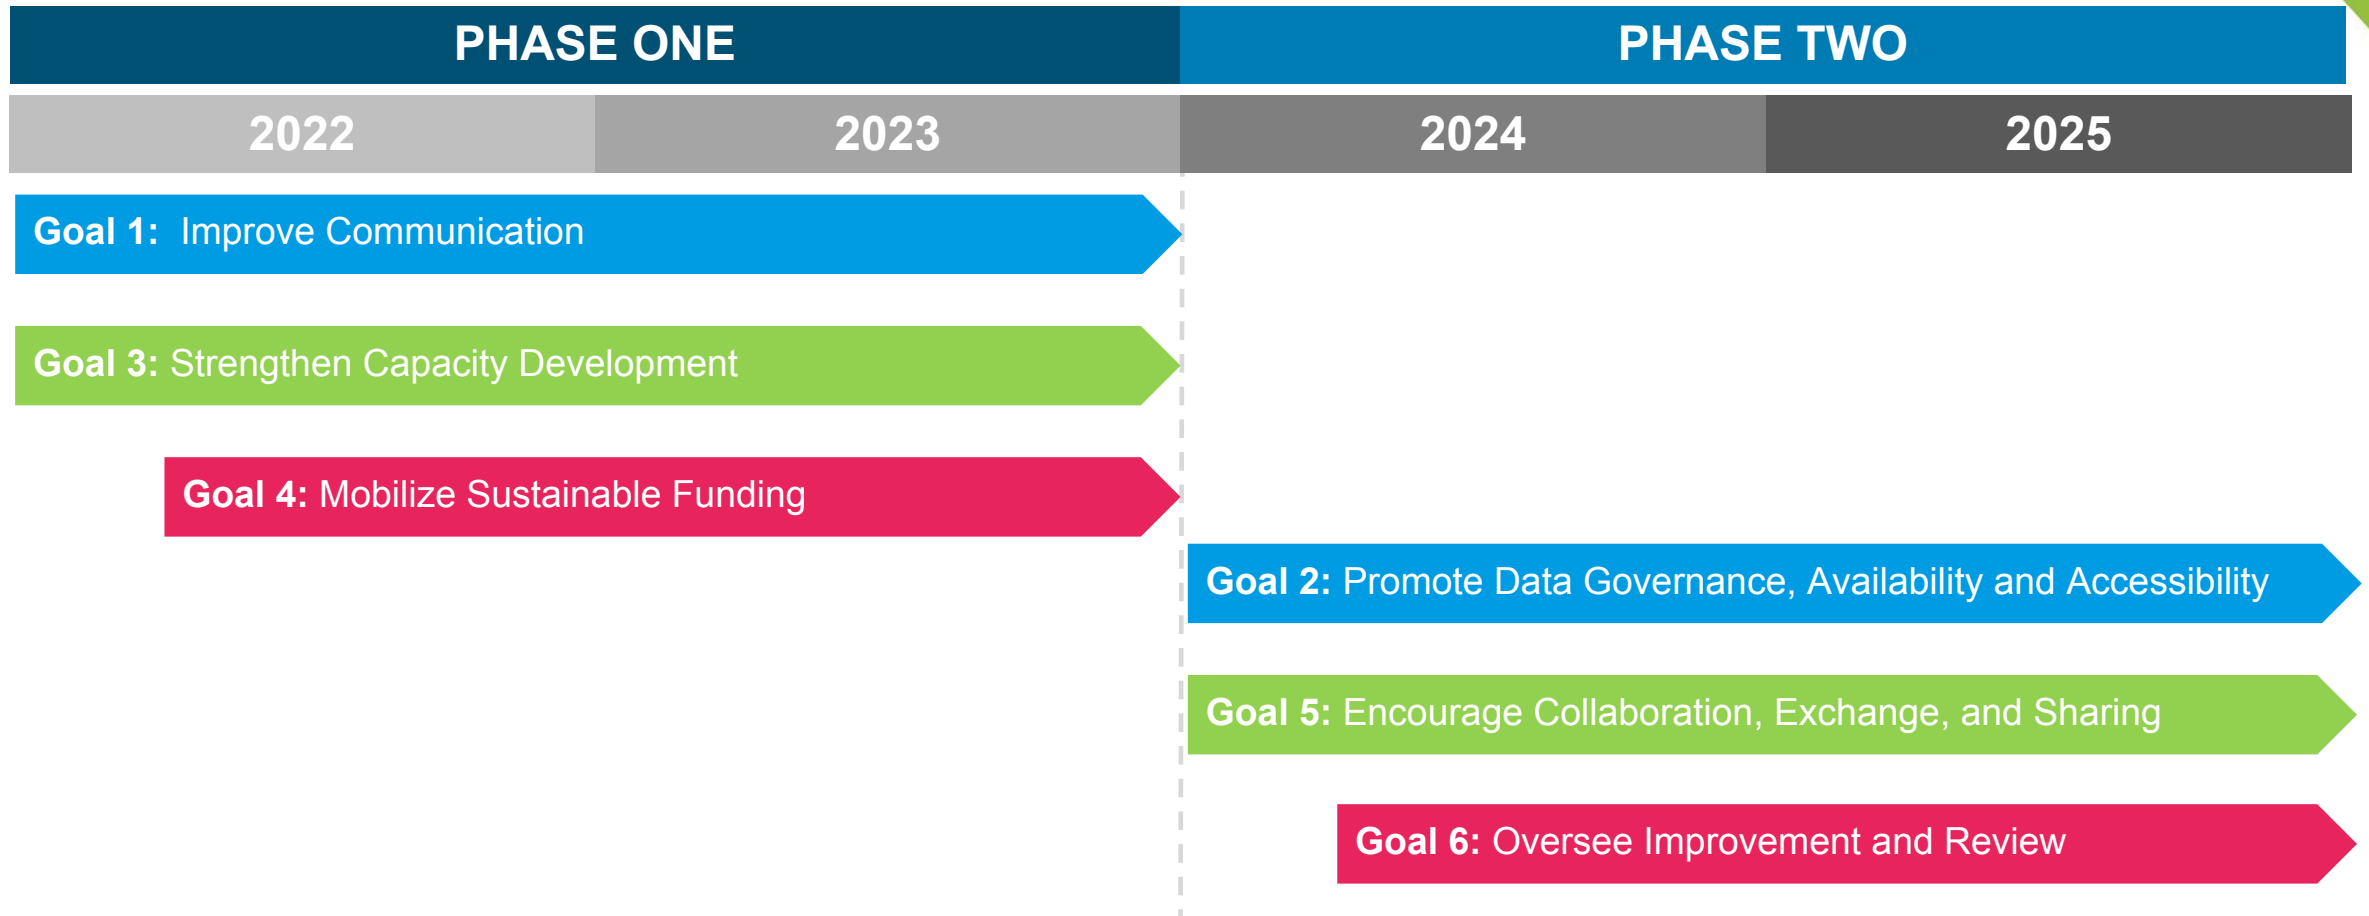 PHASE ONE
PHASE TWO
2022
2023
2024
2025
Goal 1: Improve Communication
Goal 3: Strengthen Capacity Development
Goal 4: Mobilize Sustainable Funding
Goal 2: Promote Data Governance, Availability and Accessibility
Goal 5: Encourage Collaboration, Exchange, and Sharing
Goal 6: Oversee Improvement and Review